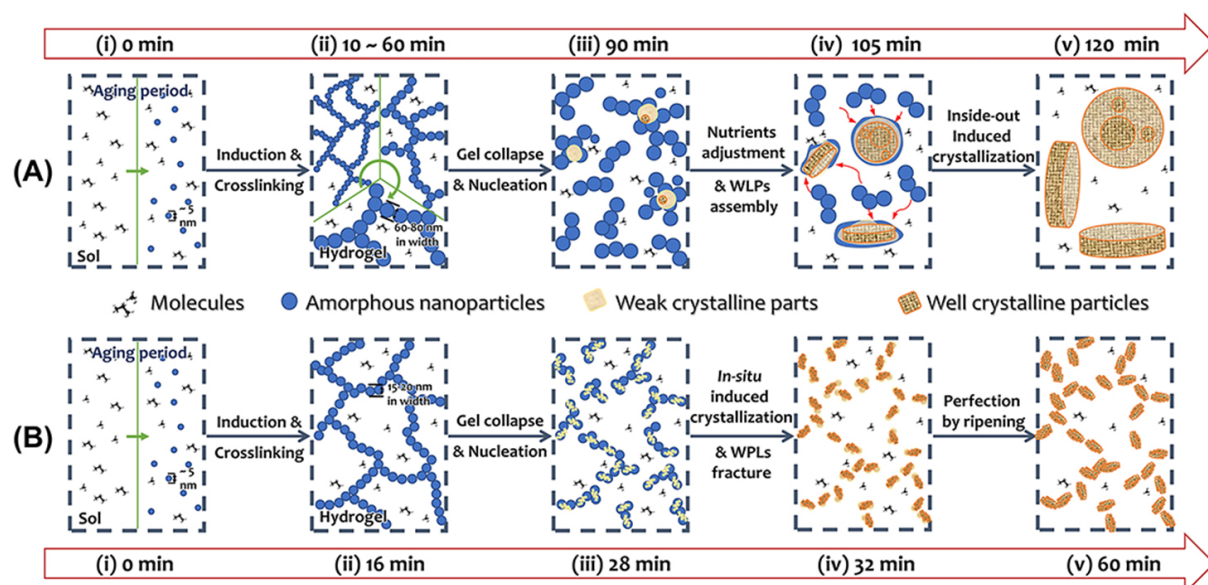 (i) 0 min
(ii) 10 ~ 60 min
(iii) 90 min
(iv) 105 min
(v) 120 min
(A)
Aging period
~ 5
nm
Sol
Induction &
Crosslinking
60-80 nm
in width
Hydrogel
Gel collapse
& Nucleation
Nutrients
adjustment
& WLPs
assembly
Inside-out
Induced
crystallization
Molecules
Amorphous nanoparticles
Weak crystalline parts
Well crystalline particles
(B)
Aging period
~ 5
nm
Sol
Induction &
Crosslinking
15-20 nm
in width
Hydrogel
Gel collapse
& Nucleation
In-situ
induced
crystallization
& WPLs
fracture
Perfection
by ripening
(i) 0 min
(ii) 16 min
(iii) 28 min
(iv) 32 min
(v) 60 min